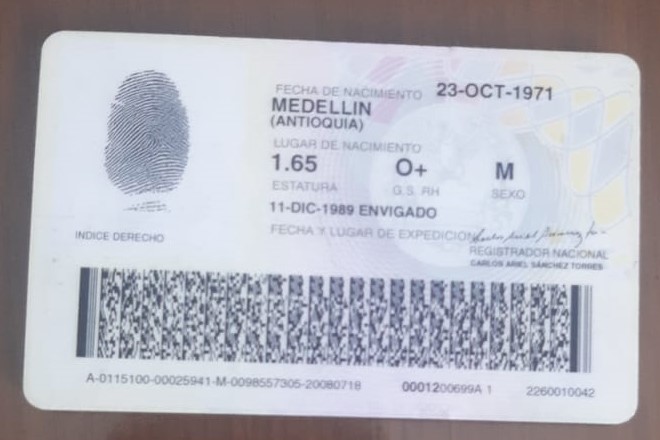 FECHA DE NACIMIENTO 23-OCT-1971
MEDELLIN
(ANTIOQUIA)
LUGAR DE NACIMIENTO
1.65 O+ M
ESTATURA G.S. RH SEXO
11-DIC-1989 ENVIGADO
FECHA Y LUGAR DE EXPEDICION
INDICE DERECHO
REGISTRADOR NACIONAL
CARLOS ARIEL SÁNCHEZ TORRES
A-0115100-00025941-M-0098557305-20080718 0001200699A 1 2260010042